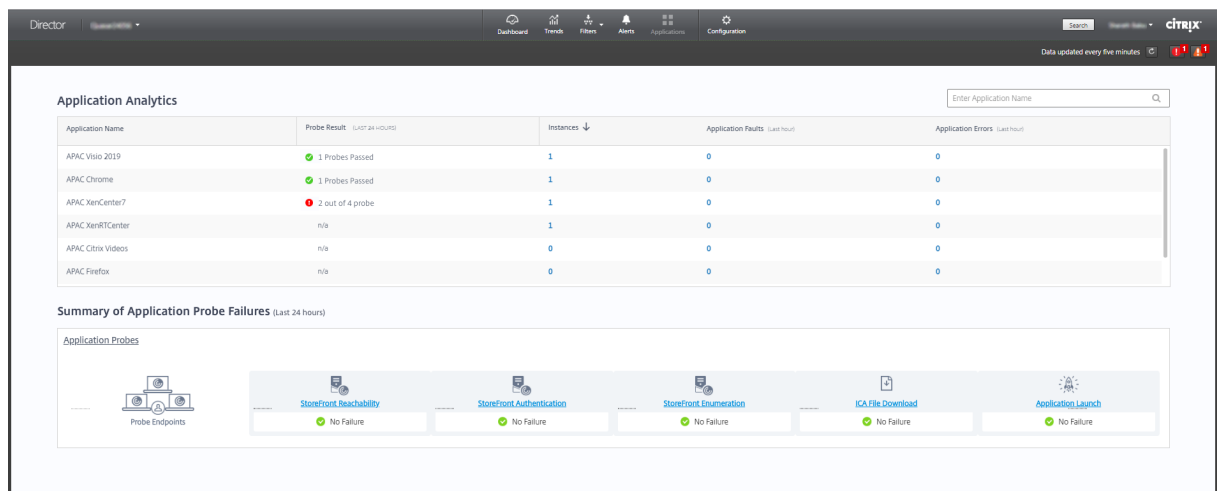 Director
Dashboard Trends Filters Alerts Applications Configuration
Search
CİTRIX
Data updated every five minutes 1 1
Application Analytics
Enter Application Name
Application Name Probe Result (LAST 24 HOURS) Instances Application Faults (Last hour) Application Errors (Last hour)
APAC Visio 2019 1 Probes Passed 1 0 0
APAC Chrome 1 Probes Passed 1 0 0
APAC XenCenter7 2 out of 4 probe 1 0 0
APAC XenRTCenter n/a 1 0 0
APAC Citrix Videos n/a 0 0 0
APAC Firefox n/a 0 0 0
Summary of Application Probe Failures (Last 24 hours)
Application Probes
StoreFront Reachability StoreFront Authentication StoreFront Enumeration ICA File Download Application Launch
Probe Endpoints No Failure No Failure No Failure No Failure No Failure